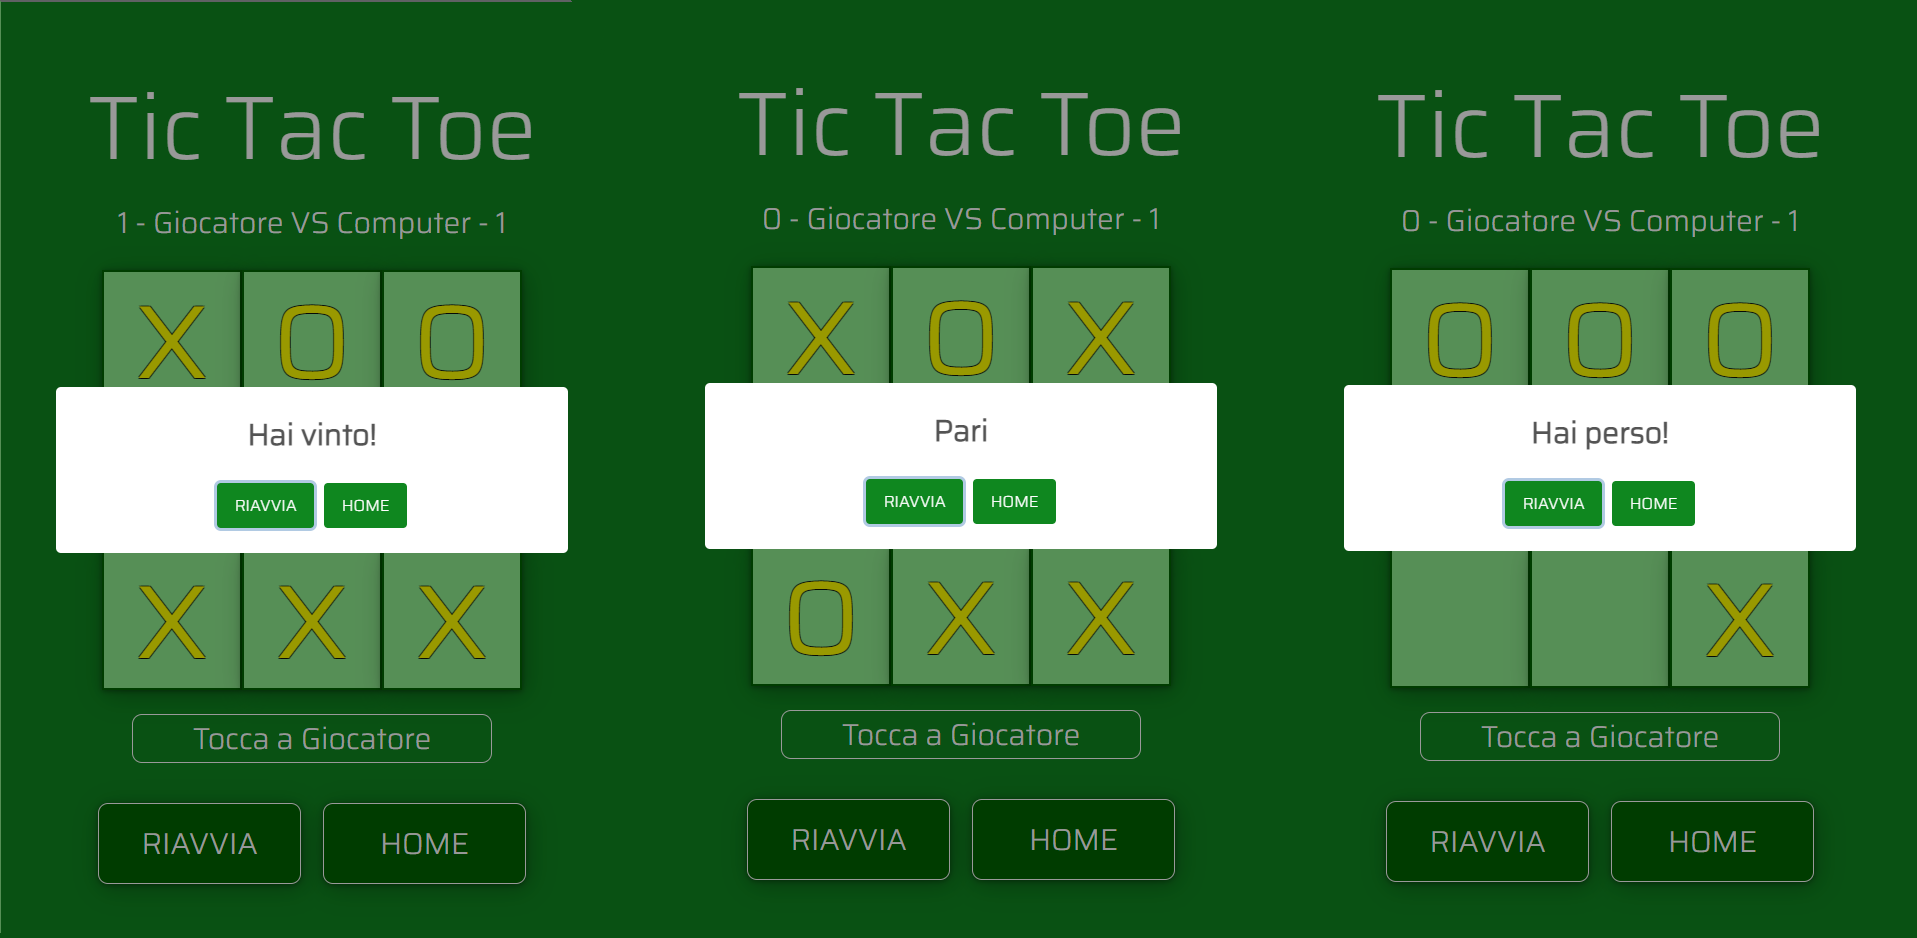 Tic Tac Toe
1 - Giocatore VS Computer - 1
X O O
Hai vinto!
RIAVVIA HOME
X X X
Tocca a Giocatore
RIAVVIA HOME
Tic Tac Toe
0 - Giocatore VS Computer - 1
X O X
Pari
RIAVVIA HOME
O X X
Tocca a Giocatore
RIAVVIA HOME
Tic Tac Toe
0 - Giocatore VS Computer - 1
O O O
Hai perso!
RIAVVIA HOME
X
Tocca a Giocatore
RIAVVIA HOME